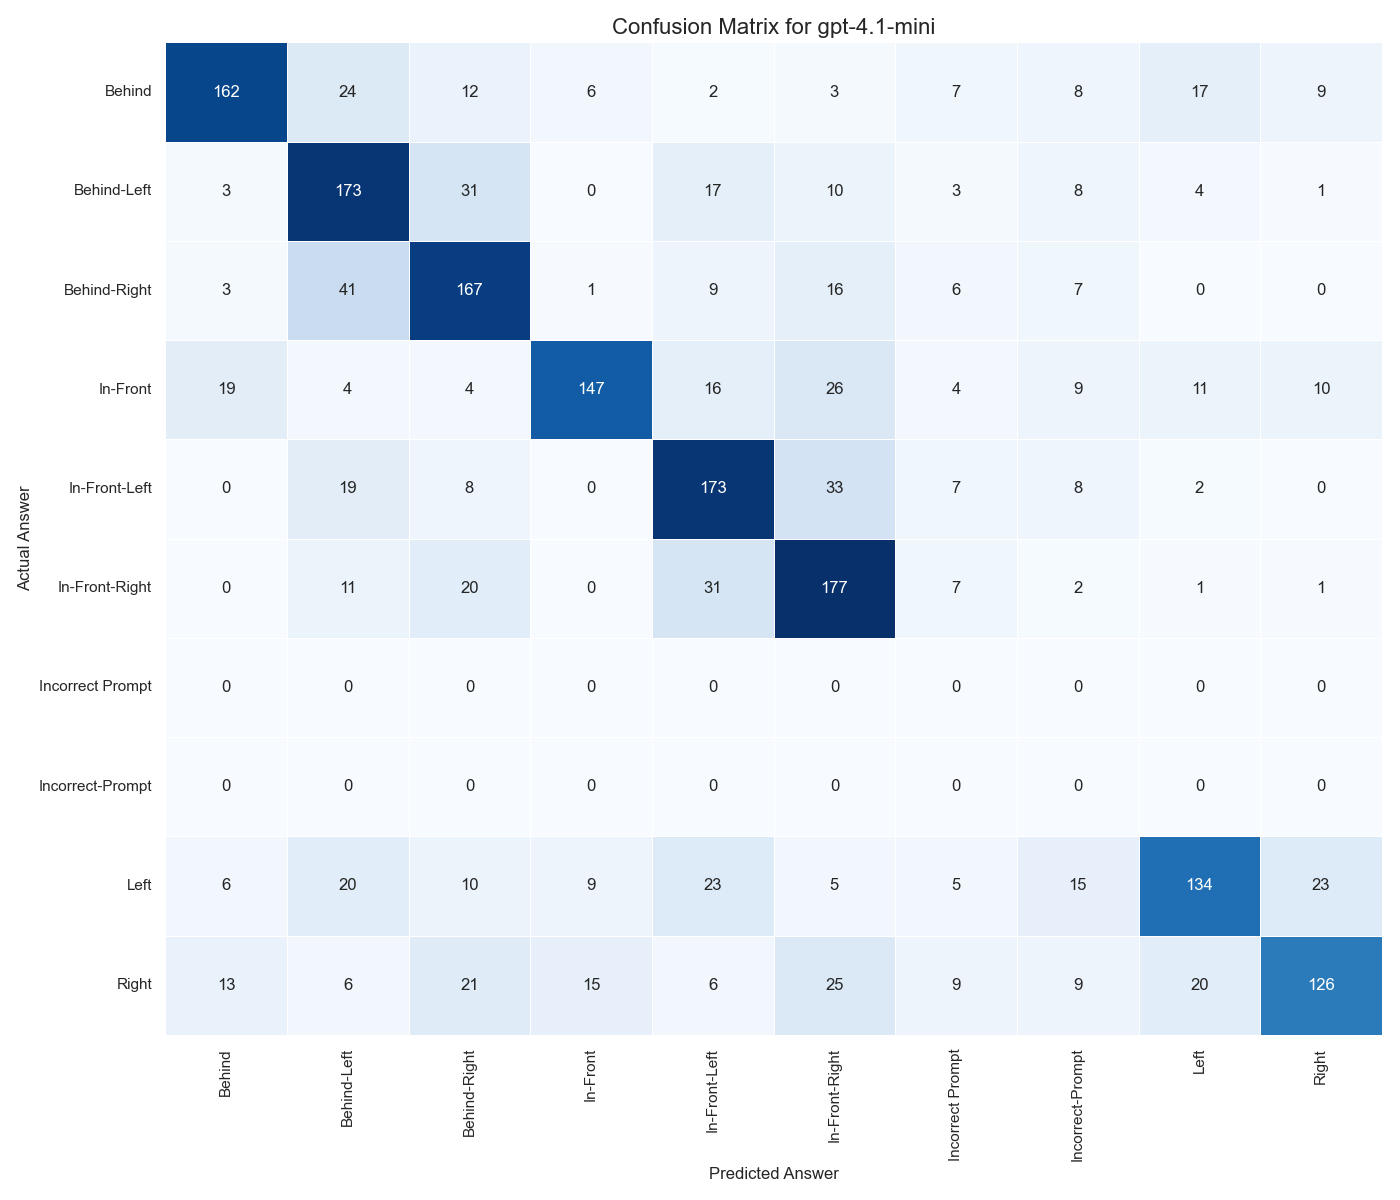 Confusion Matrix for gpt-4.1-mini
Behind 162 24 12 6 2 3 7 8 17 9
Behind-Left 3 173 31 0 17 10 3 8 4 1
Behind-Right 3 41 167 1 9 16 6 7 0 0
In-Front 19 4 4 147 16 26 4 9 11 10
In-Front-Left 0 19 8 0 173 33 7 8 2 0
In-Front-Right 0 11 20 0 31 177 7 2 1 1
Incorrect Prompt 0 0 0 0 0 0 0 0 0 0
Incorrect-Prompt 0 0 0 0 0 0 0 0 0 0
Left 6 20 10 9 23 5 5 15 134 23
Right 13 6 21 15 6 25 9 9 20 126
Actual Answer
Behind
Behind-Left
Behind-Right
In-Front
In-Front-Left
In-Front-Right
Incorrect Prompt
Incorrect-Prompt
Left
Right
Predicted Answer